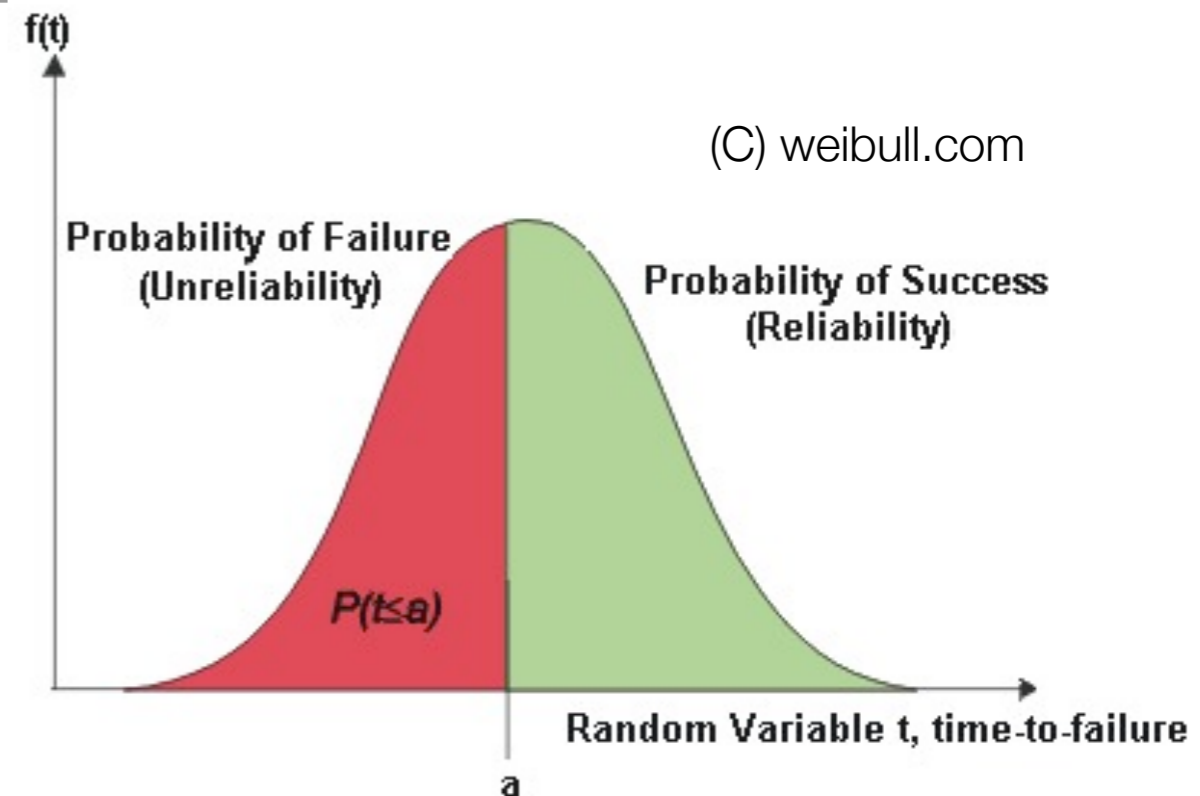 f(t)
(C) weibull.com
Probability of Failure
(Unreliability)
Probability of Success
(Reliability)
P(t≤a)
Random Variable t, time-to-failure
a